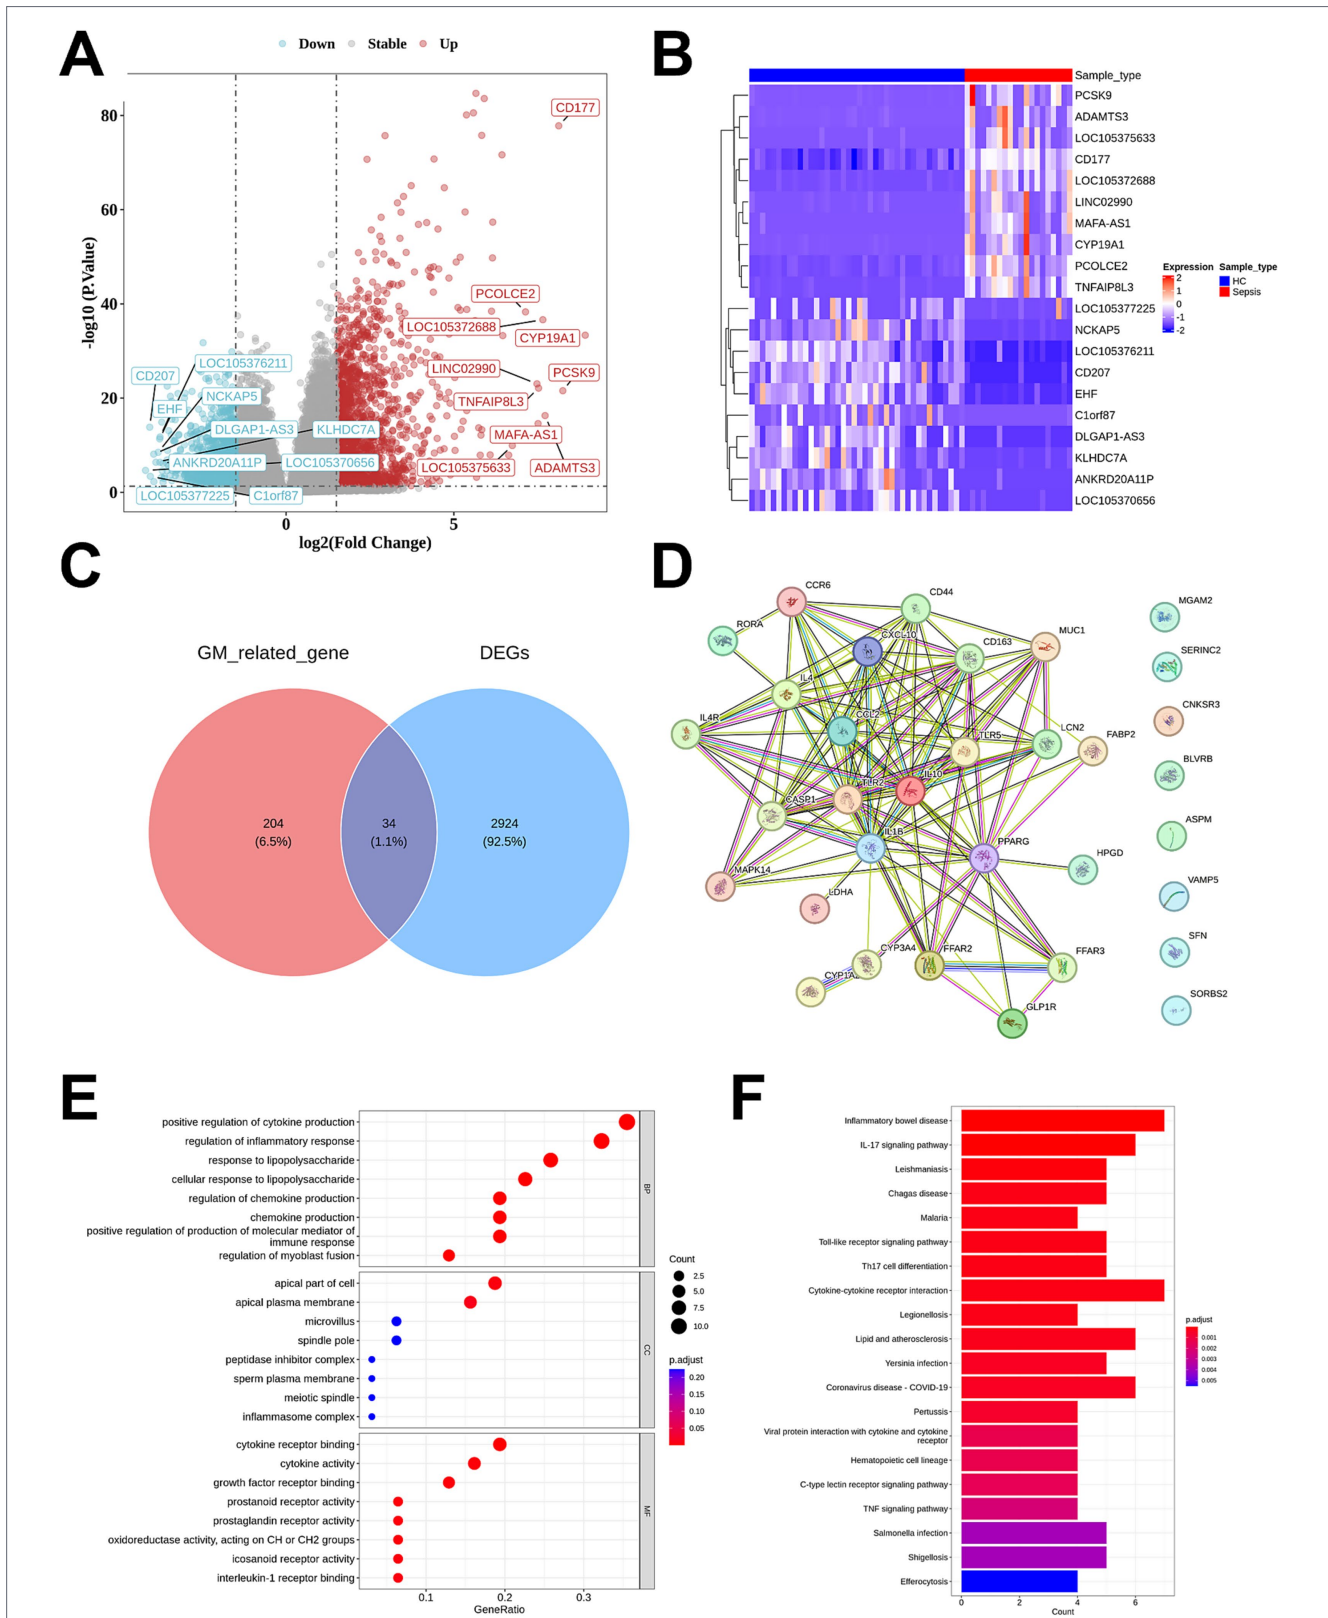 A
Down Stable Up
80
60
40
20
0
0
5
-log10 (P.Value)
log2(Fold Change)
CD177
PCOLCE2
LOC105372688
CYP19A1
LINC02990
PCSK9
TNFAIP8L3
MAFA-AS1
LOC105375633
ADAMTS3
CD207
LOC105376211
EHF
NCKAP5
DLGAP1-AS3
KLHDC7A
ANKRD20A11P
LOC105370656
LOC105377225
C1orf87
B
Sample_type
PCSK9
ADAMTS3
LOC105375633
CD177
LOC105372688
LINC02990
MAFA-AS1
CYP19A1
PCOLCE2
TNFAIP8L3
LOC105377225
NCKAP5
LOC105376211
CD207
EHF
C1orf87
DLGAP1-AS3
KLHDC7A
ANKRD20A11P
LOC105370656
Expression
2
1
0
-1
-2
Sample_type
HC
Sepsis
C
GM_related_gene
DEGs
204
(6.5%)
34
(1.1%)
2924
(92.5%)
D
CCR6
CD44
RORA
CXCL10
CD163
MUC1
IL4
IL4R
CCL2
TLR5
LCN2
FABP2
CASP1
TLR2
IL10
IL1B
PPARG
HPGD
MAPK14
LDHA
CYP3A4
CYP1A
FFAR2
FFAR3
GLP1R
MGAM2
SERINC2
CNKSR3
BLVRB
ASPM
VAMP5
SFN
SORBS2
E
positive regulation of cytokine production
regulation of inflammatory response
response to lipopolysaccharide
cellular response to lipopolysaccharide
regulation of chemokine production
chemokine production
positive regulation of production of molecular mediator of
immune response
regulation of myoblast fusion
BP
apical part of cell
apical plasma membrane
microvillus
spindle pole
peptidase inhibitor complex
sperm plasma membrane
meiotic spindle
inflammasome complex
CC
cytokine receptor binding
cytokine activity
growth factor receptor binding
prostanoid receptor activity
prostaglandin receptor activity
oxidoreductase activity, acting on CH or CH2 groups
icosanoid receptor activity
interleukin-1 receptor binding
MF
0.1
0.2
0.3
GeneRatio
Count
2.5
5.0
7.5
10.0
p.adjust
0.20
0.15
0.10
0.05
F
Inflammatory bowel disease
IL-17 signaling pathway
Leishmaniasis
Chagas disease
Malaria
Toll-like receptor signaling pathway
Th17 cell differentiation
Cytokine-cytokine receptor interaction
Legionellosis
Lipid and atherosclerosis
Yersinia infection
Coronavirus disease - COVID-19
Pertussis
Viral protein interaction with cytokine and cytokine
receptor
Hematopoietic cell lineage
C-type lectin receptor signaling pathway
TNF signaling pathway
Salmonella infection
Shigellosis
Efferocytosis
0
2
4
6
Count
p.adjust
0.001
0.002
0.003
0.004
0.005